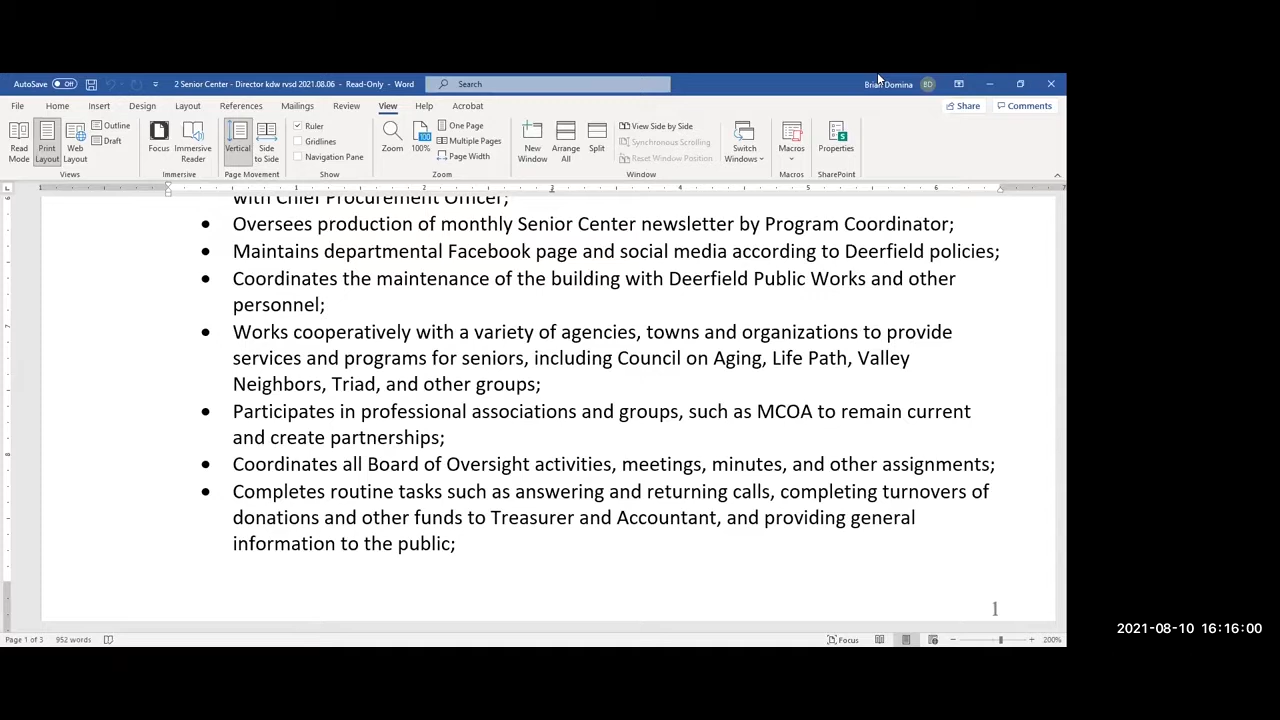 AutoSave Off 2 Senior Center - Director kdw rvsd 2021.08.06 - Read-Only - Word Search Brian Domina BD
File Home Insert Design Layout References Mailings Review View Help Acrobat Share Comments
Read Mode Print Layout Web Layout Outline Draft
Focus Immersive Reader
Vertical Side to Side
Ruler
Gridlines
Navigation Pane
Zoom 100% One Page
Multiple Pages
Page Width
New Window Arrange All Split
View Side by Side
Synchronous Scrolling
Reset Window Position
Switch Windows
Macros
Properties
Views Immersive Page Movement Show Zoom Window Macros SharePoint
1 1 2 3 4 5 6 7
with Chief Procurement Officer;
• Oversees production of monthly Senior Center newsletter by Program Coordinator;
• Maintains departmental Facebook page and social media according to Deerfield policies;
• Coordinates the maintenance of the building with Deerfield Public Works and other
personnel;
• Works cooperatively with a variety of agencies, towns and organizations to provide
services and programs for seniors, including Council on Aging, Life Path, Valley
Neighbors, Triad, and other groups;
• Participates in professional associations and groups, such as MCOA to remain current
and create partnerships;
• Coordinates all Board of Oversight activities, meetings, minutes, and other assignments;
• Completes routine tasks such as answering and returning calls, completing turnovers of
donations and other funds to Treasurer and Accountant, and providing general
information to the public;
1
Page 1 of 3 952 words Focus 200%
2021-08-10 16:16:00